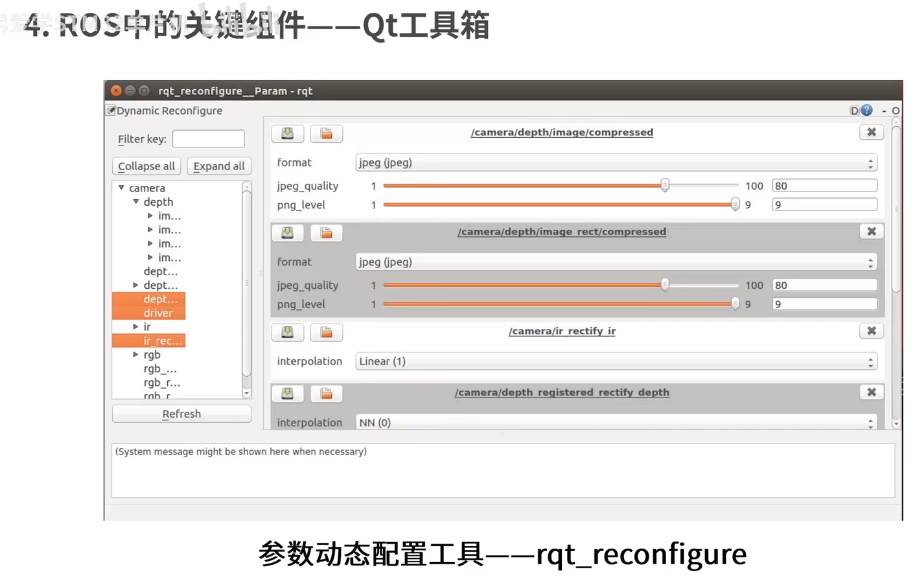 4. ROS中的关键组件——Qt工具箱
rqt_reconfigure__Param - rqt
Dynamic Reconfigure
D
- O
Filter key:
Collapse all
Expand all
camera
depth
im...
im...
im...
im...
dept...
dept...
dept...
driver
ir
ir_rec...
rgb
rgb_...
rgb_r...
rgb_r
Refresh
/camera/depth/image/compressed
format
jpeg (jpeg)
jpeg_quality 1 100 80
png_level 1 9 9
/camera/depth/image_rect/compressed
format
jpeg (jpeg)
jpeg_quality 1 100 80
png_level 1 9 9
/camera/ir_rectify_ir
interpolation
Linear (1)
/camera/depth_registered_rectify_depth
interpolation
NN (0)
(System message might be shown here when necessary)
参数动态配置工具——rqt_reconfigure